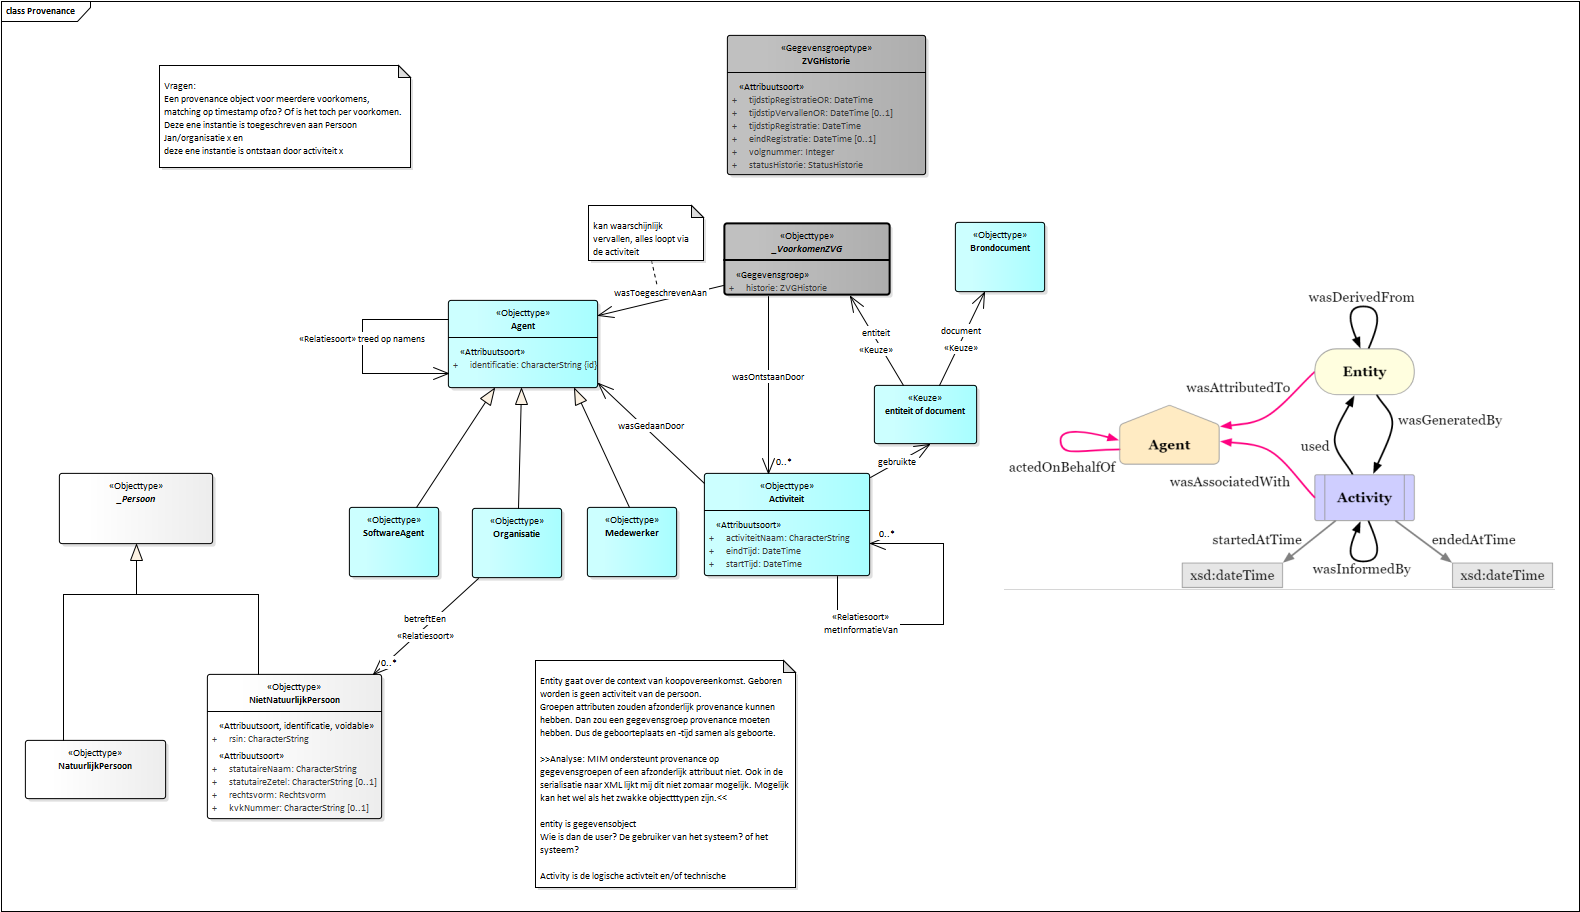 class Provenance
Vragen:
Een provenance object voor meerdere voorkomens,
matching op timestamp ofzo? Of is het toch per voorkomen.
Deze ene instantie is toegeschreven aan Persoon
Jan/organisatie x en
deze ene instantie is ontstaan door activiteit x
«Gegevensgroeptype»
ZVGHistorie
«Attribuutsoort»
+ tijdstipRegistratieOR: DateTime
+ tijdstipVervallenOR: DateTime [0..1]
+ tijdstipRegistratie: DateTime
+ eindRegistratie: DateTime [0..1]
+ volgnummer: Integer
+ statusHistorie: StatusHistorie
kan waarschijnlijk
vervallen, alles loopt via
de activiteit
«Objecttype»
_VoorkomenZVG
«Gegevensgroep»
+ historie: ZVGHistorie
«Objecttype»
Brondocument
wasToegeschrevenAan
«Objecttype»
Agent
«Attribuutsoort»
+ identificatie: CharacterString {id}
«Relatiesoort» treed op namens
entiteit
«Keuze»
document
«Keuze»
wasOntstaanDoor
0..*
«Keuze»
entiteit of document
wasGedaanDoor
gebruikte
«Objecttype»
_Persoon
«Objecttype»
SoftwareAgent
«Objecttype»
Organisatie
«Objecttype»
Medewerker
«Objecttype»
Activiteit
«Attribuutsoort»
+ activiteitNaam: CharacterString
+ eindTijd: DateTime
+ startTijd: DateTime
0..*
«Relatiesoort»
metInformatieVan
betreftEen
«Relatiesoort»
0..*
«Objecttype»
NietNatuurlijkPersoon
«Attribuutsoort, identificatie, voidable»
+ rsin: CharacterString
«Attribuutsoort»
+ statutaireNaam: CharacterString
+ statutaireZetel: CharacterString [0..1]
+ rechtsvorm: Rechtsvorm
+ kvkNummer: CharacterString [0..1]
«Objecttype»
NatuurlijkPersoon
Entity gaat over de context van koopovereenkomst. Geboren
worden is geen activiteit van de persoon.
Groepen attributen zouden afzonderlijk provenance kunnen
hebben. Dan zou een gegevensgroep provenance moeten
hebben. Dus de geboorteplaats en -tijd samen als geboorte.
>>Analyse: MIM ondersteunt provenance op
gegevensgroepen of een afzonderlijk attribuut niet. Ook in de
serialisatie naar XML lijkt mij dit niet zomaar mogelijk. Mogelijk
kan het wel als het zwakke objectttypen zijn.<<
entity is gegevensobject
Wie is dan de user? De gebruiker van het systeem? of het
systeem?
Activity is de logische activteit en/of technische
wasDerivedFrom
Entity
wasAttributedTo
wasGeneratedBy
Agent
used
actedOnBehalfOf
wasAssociatedWith
Activity
startedAtTime
endedAtTime
wasInformedBy
xsd:dateTime
xsd:dateTime